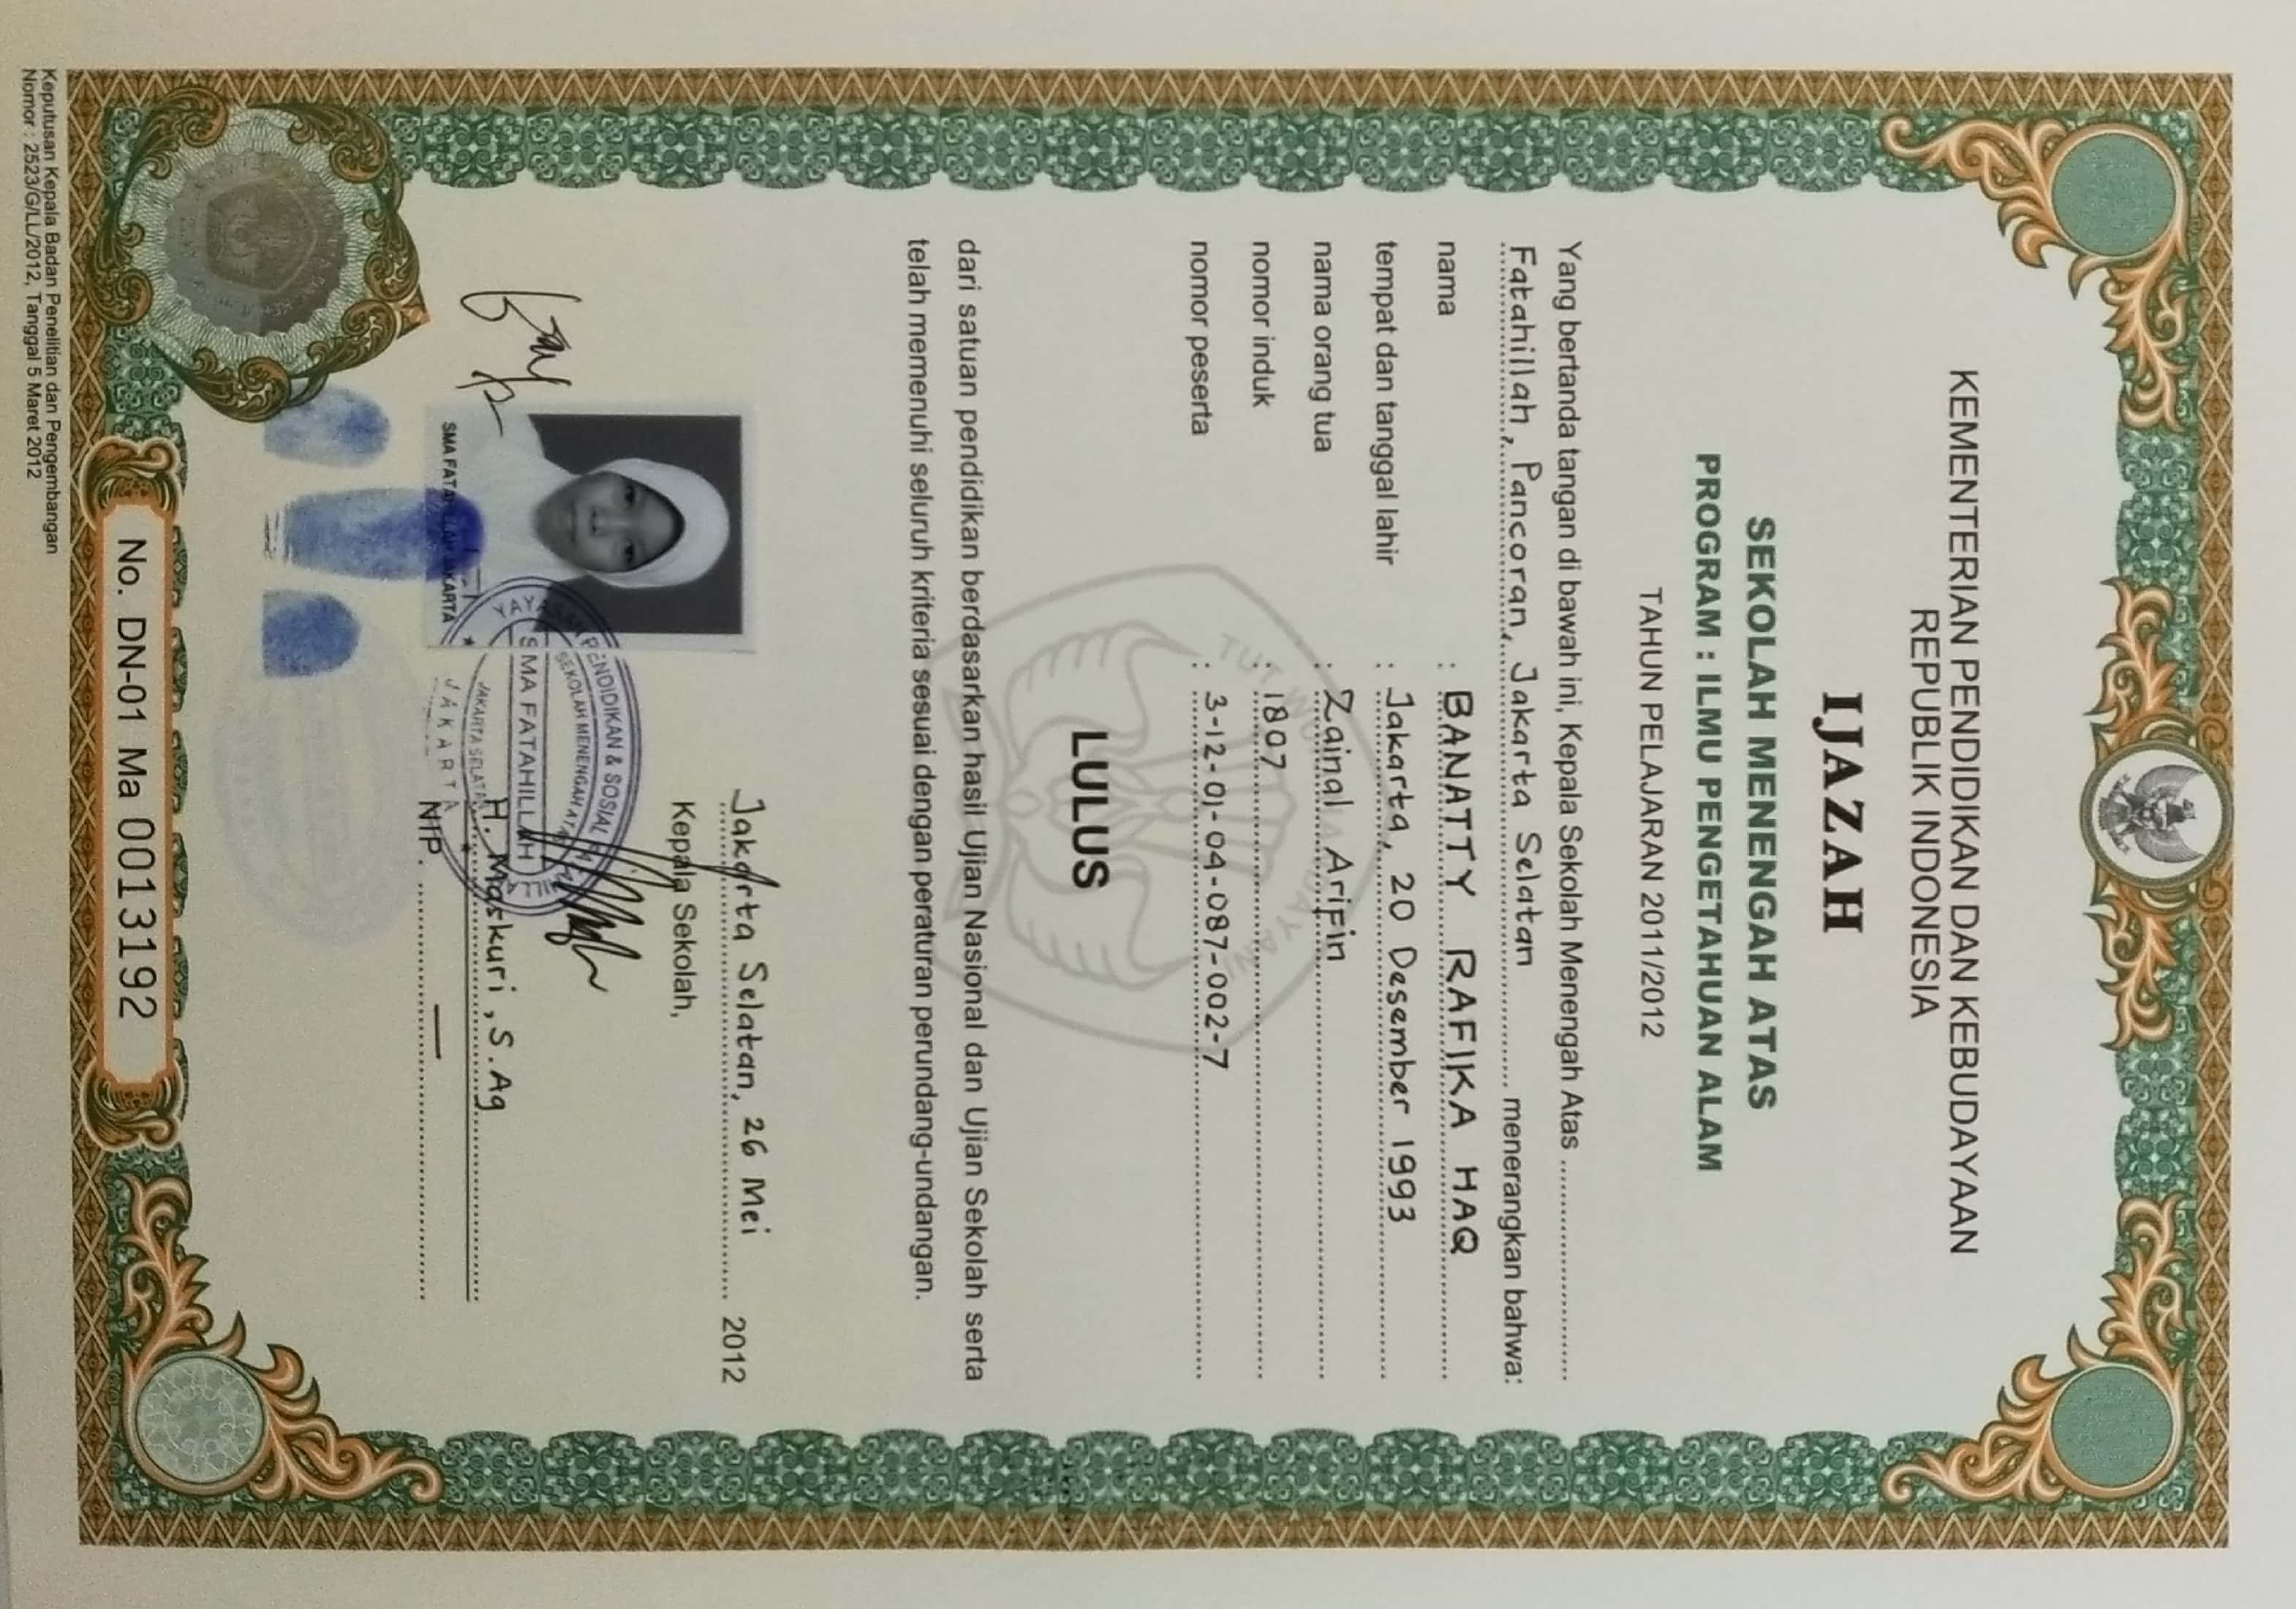 KEMENTERIAN PENDIDIKAN DAN KEBUDAYAAN
REPUBLIK INDONESIA
IJAZAH
SEKOLAH MENENGAH ATAS
PROGRAM : ILMU PENGETAHUAN ALAM
TAHUN PELAJARAN 2011/2012
Yang bertanda tangan di bawah ini, Kepala Sekolah Menengah Atas
Fatahillah, Pancoran, Jakarta Selatan menerangkan bahwa:
nama : BANATTY RAFIKA HAQ
tempat dan tanggal lahir : Jakarta, 20 Desember 1993
nama orang tua : Zainal Arifin
nomor induk : 1807
nomor peserta : 3-12-01-04-087-002-7
TUT WURI HANDAYANI
LULUS
dari satuan pendidikan berdasarkan hasil Ujian Nasional dan Ujian Sekolah serta
telah memenuhi seluruh kriteria sesuai dengan peraturan perundang-undangan.
Jakarta Selatan, 26 Mei 2012
Kepala Sekolah,
YAYASAN PENDIDIKAN & SOSIAL FATAHILLAH
SEKOLAH MENENGAH ATAS
SMA FATAHILLAH
JAKARTA SELATAN
JAKARTA
H. Maskuri, S.Ag
NIP. —
SMA FATAHILLAH JAKARTA
No. DN-01 Ma 0013192
Keputusan Kepala Badan Penelitian dan Pengembangan
Nomor : 2523/G/LL/2012, Tanggal 5 Maret 2012